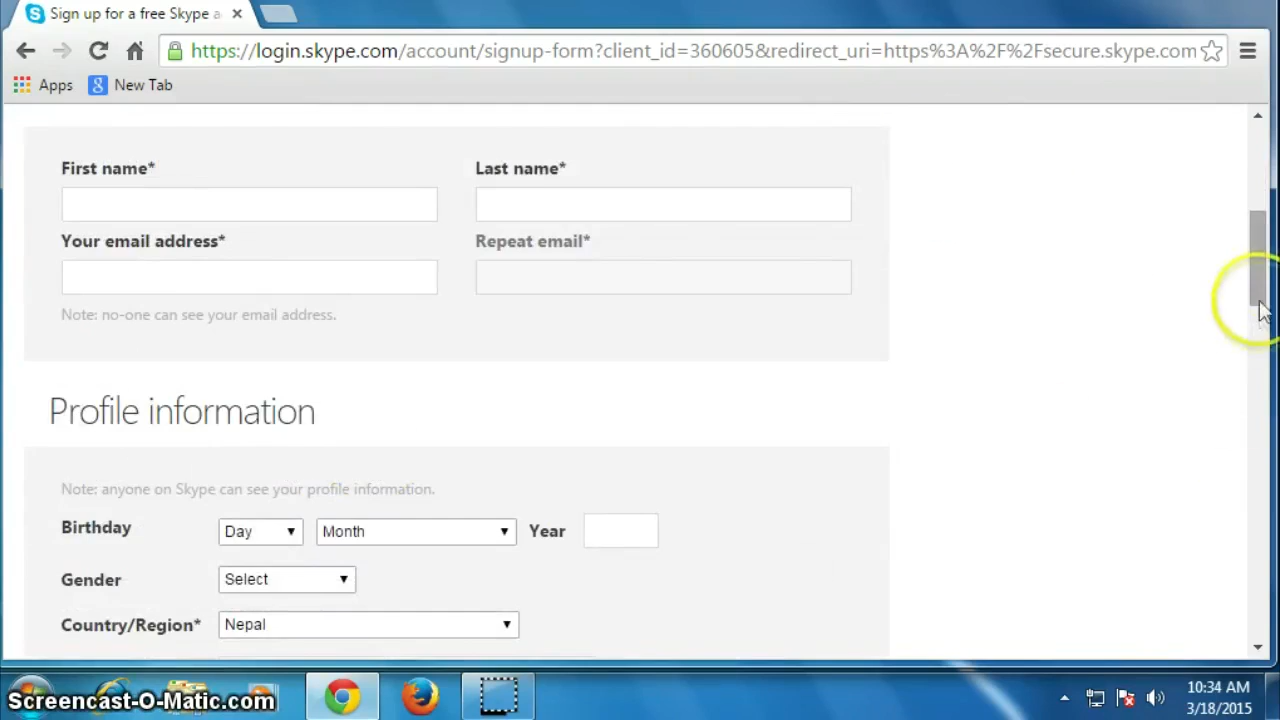 Sign up for a free Skype a
https://login.skype.com/account/signup-form?client_id=360605&redirect_uri=https%3A%2F%2Fsecure.skype.com
Apps New Tab
First name* Last name*
Your email address* Repeat email*
Note: no-one can see your email address.
Profile information
Note: anyone on Skype can see your profile information.
Birthday Day Month Year
Gender Select
Country/Region* Nepal
Screencast-O-Matic.com
10:34 AM
3/18/2015